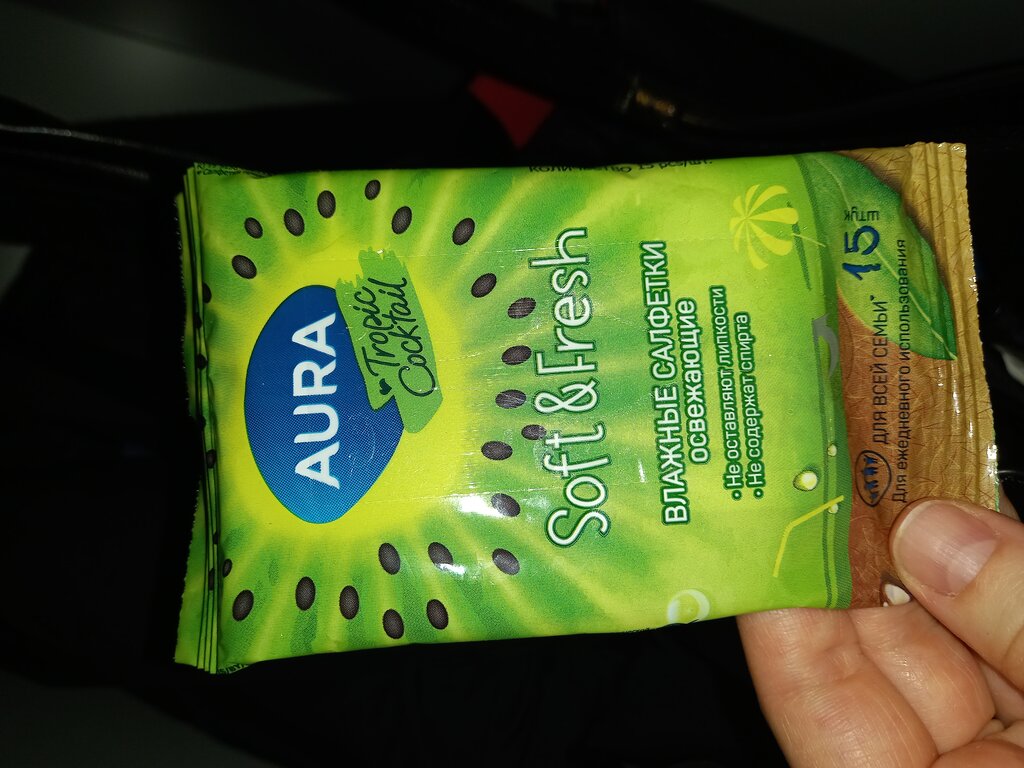 AURA
Tropic
Cocktail
Soft & Fresh
ВЛАЖНЫЕ САЛФЕТКИ
ОСВЕЖАЮЩИЕ
• Не оставляют липкости
• Не содержат спирта
15
штук
ДЛЯ ВСЕЙ СЕМЬИ
Для ежедневного использования